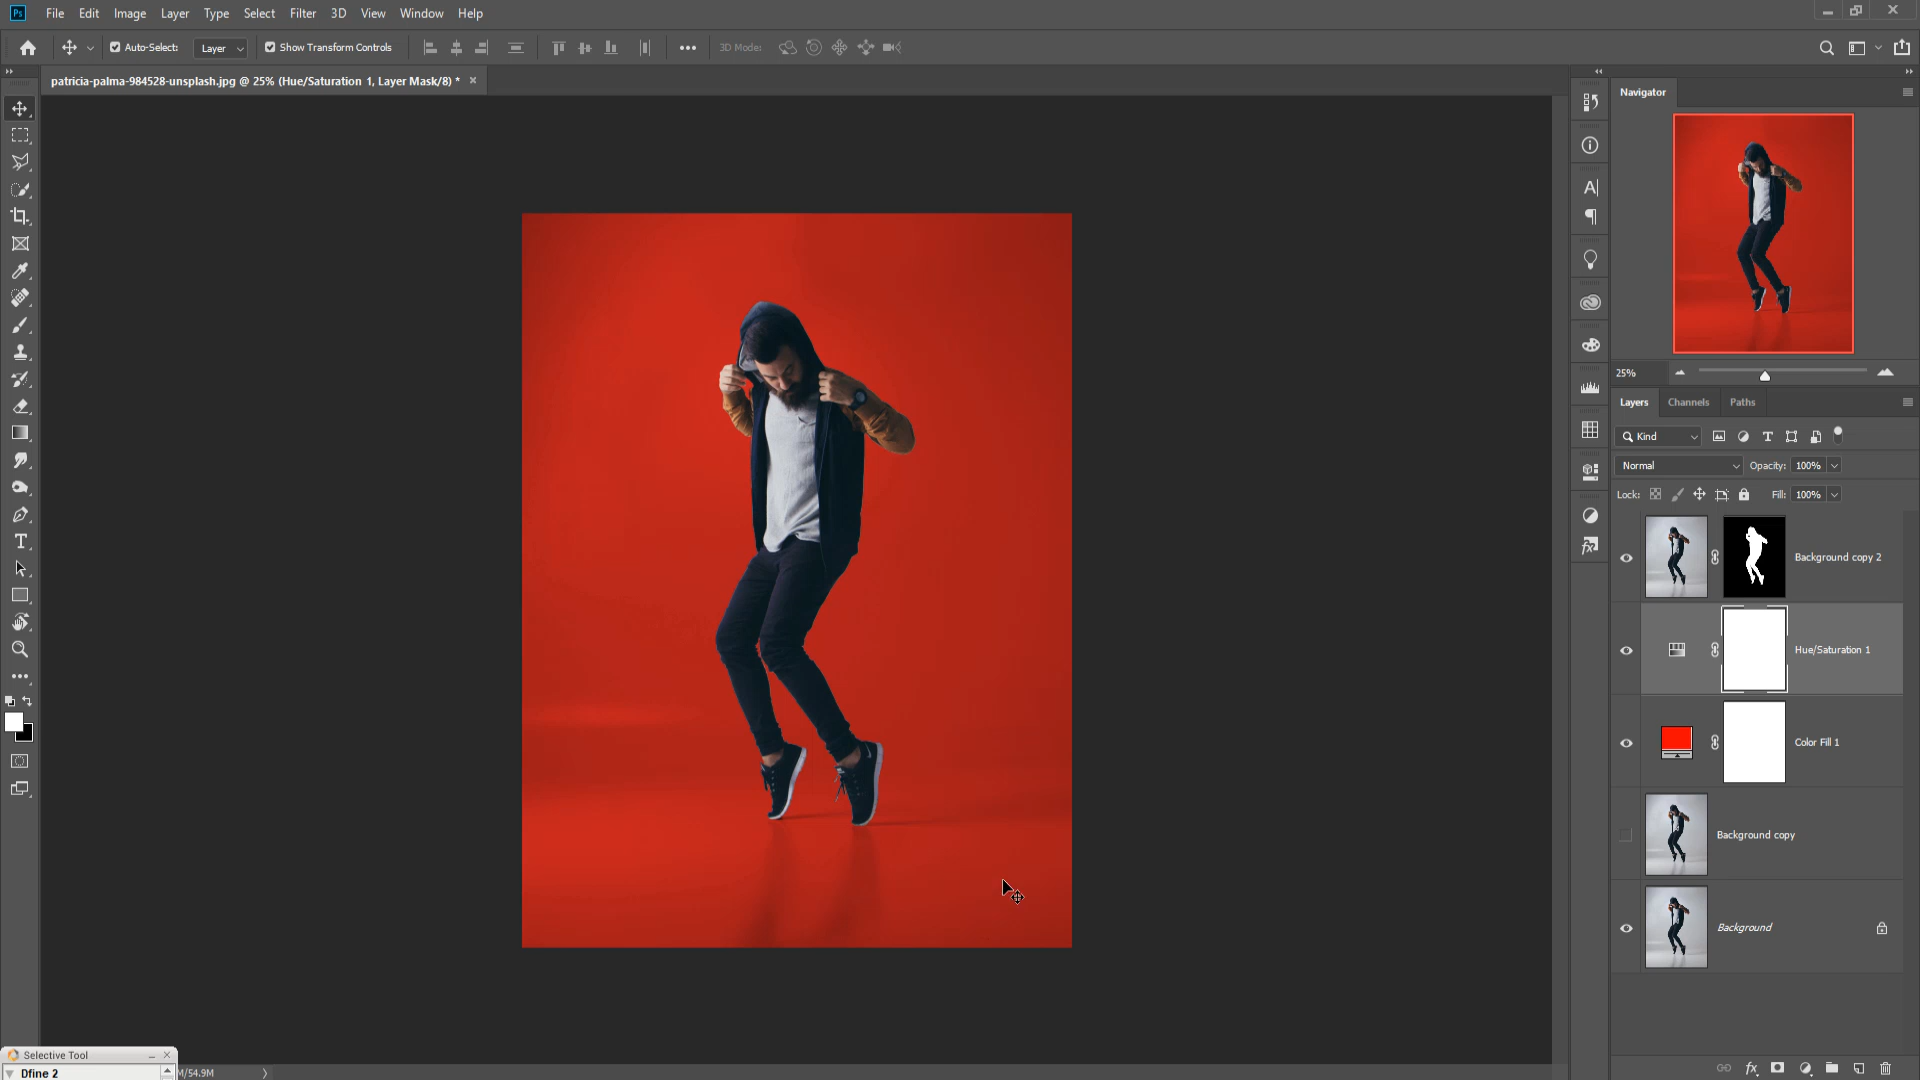 Ps File Edit Image Layer Type Select Filter 3D View Window Help
Auto-Select: Layer Show Transform Controls 3D Mode:
patricia-palma-984528-unsplash.jpg @ 25% (Hue/Saturation 1, Layer Mask/8) *
Navigator
25%
Layers Channels Paths
Kind
Normal Opacity: 100%
Lock: Fill: 100%
Background copy 2
Hue/Saturation 1
Color Fill 1
Background copy
Background
Selective Tool
Dfine 2
M/54.9M